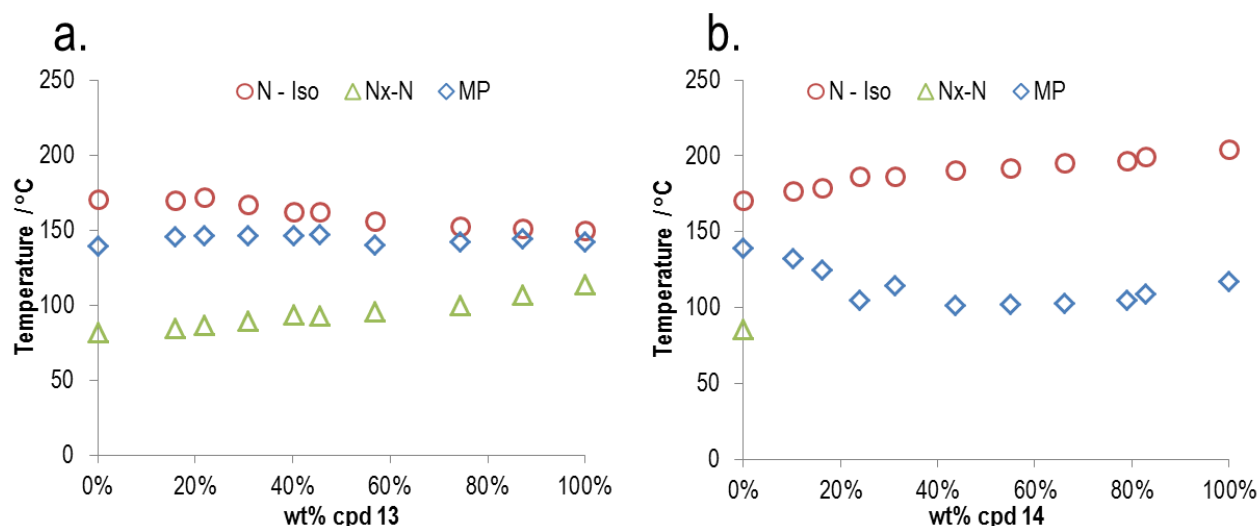 a.
250
200
150
100
50
0
N - Iso Nx-N MP
Temperature / °C
0% 20% 40% 60% 80% 100%
wt% cpd 13
b.
250
200
150
100
50
0
N - Iso Nx-N MP
Temperature / °C
0% 20% 40% 60% 80% 100%
wt% cpd 14